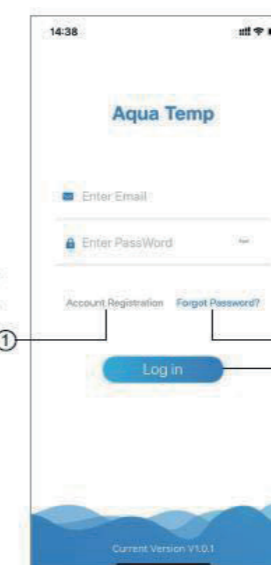 14:38
Aqua Temp
Enter Email
Enter PassWord
Account Registration Forgot Password?
1
Log in
Current Version V1.0.1